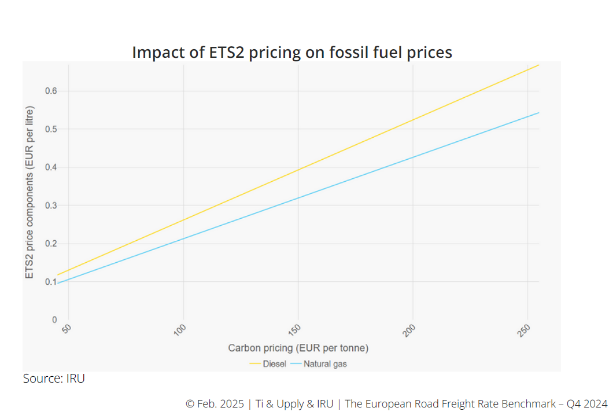 Impact of ETS2 pricing on fossil fuel prices
ETS2 price components (EUR per litre)
0.6
0.5
0.4
0.3
0.2
0.1
0
50
100
150
200
250
Carbon pricing (EUR per tonne)
Diesel
Natural gas
Source: IRU
© Feb. 2025 | Ti & Upply & IRU | The European Road Freight Rate Benchmark – Q4 2024